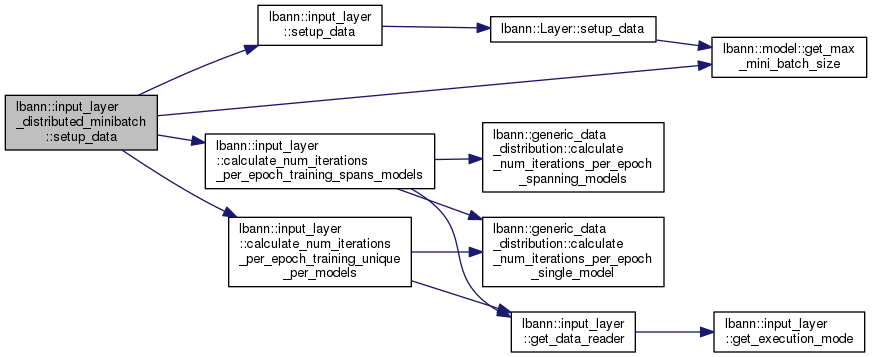 lbann::input_layer
_distributed_minibatch
::setup_data
lbann::input_layer
::setup_data
lbann::Layer::setup_data
lbann::model::get_max
_mini_batch_size
lbann::input_layer
::calculate_num_iterations
_per_epoch_training_spans_models
lbann::generic_data
_distribution::calculate
_num_iterations_per_epoch
_spanning_models
lbann::input_layer
::calculate_num_iterations
_per_epoch_training_unique
_per_models
lbann::generic_data
_distribution::calculate
_num_iterations_per_epoch
_single_model
lbann::input_layer
::get_data_reader
lbann::input_layer
::get_execution_mode